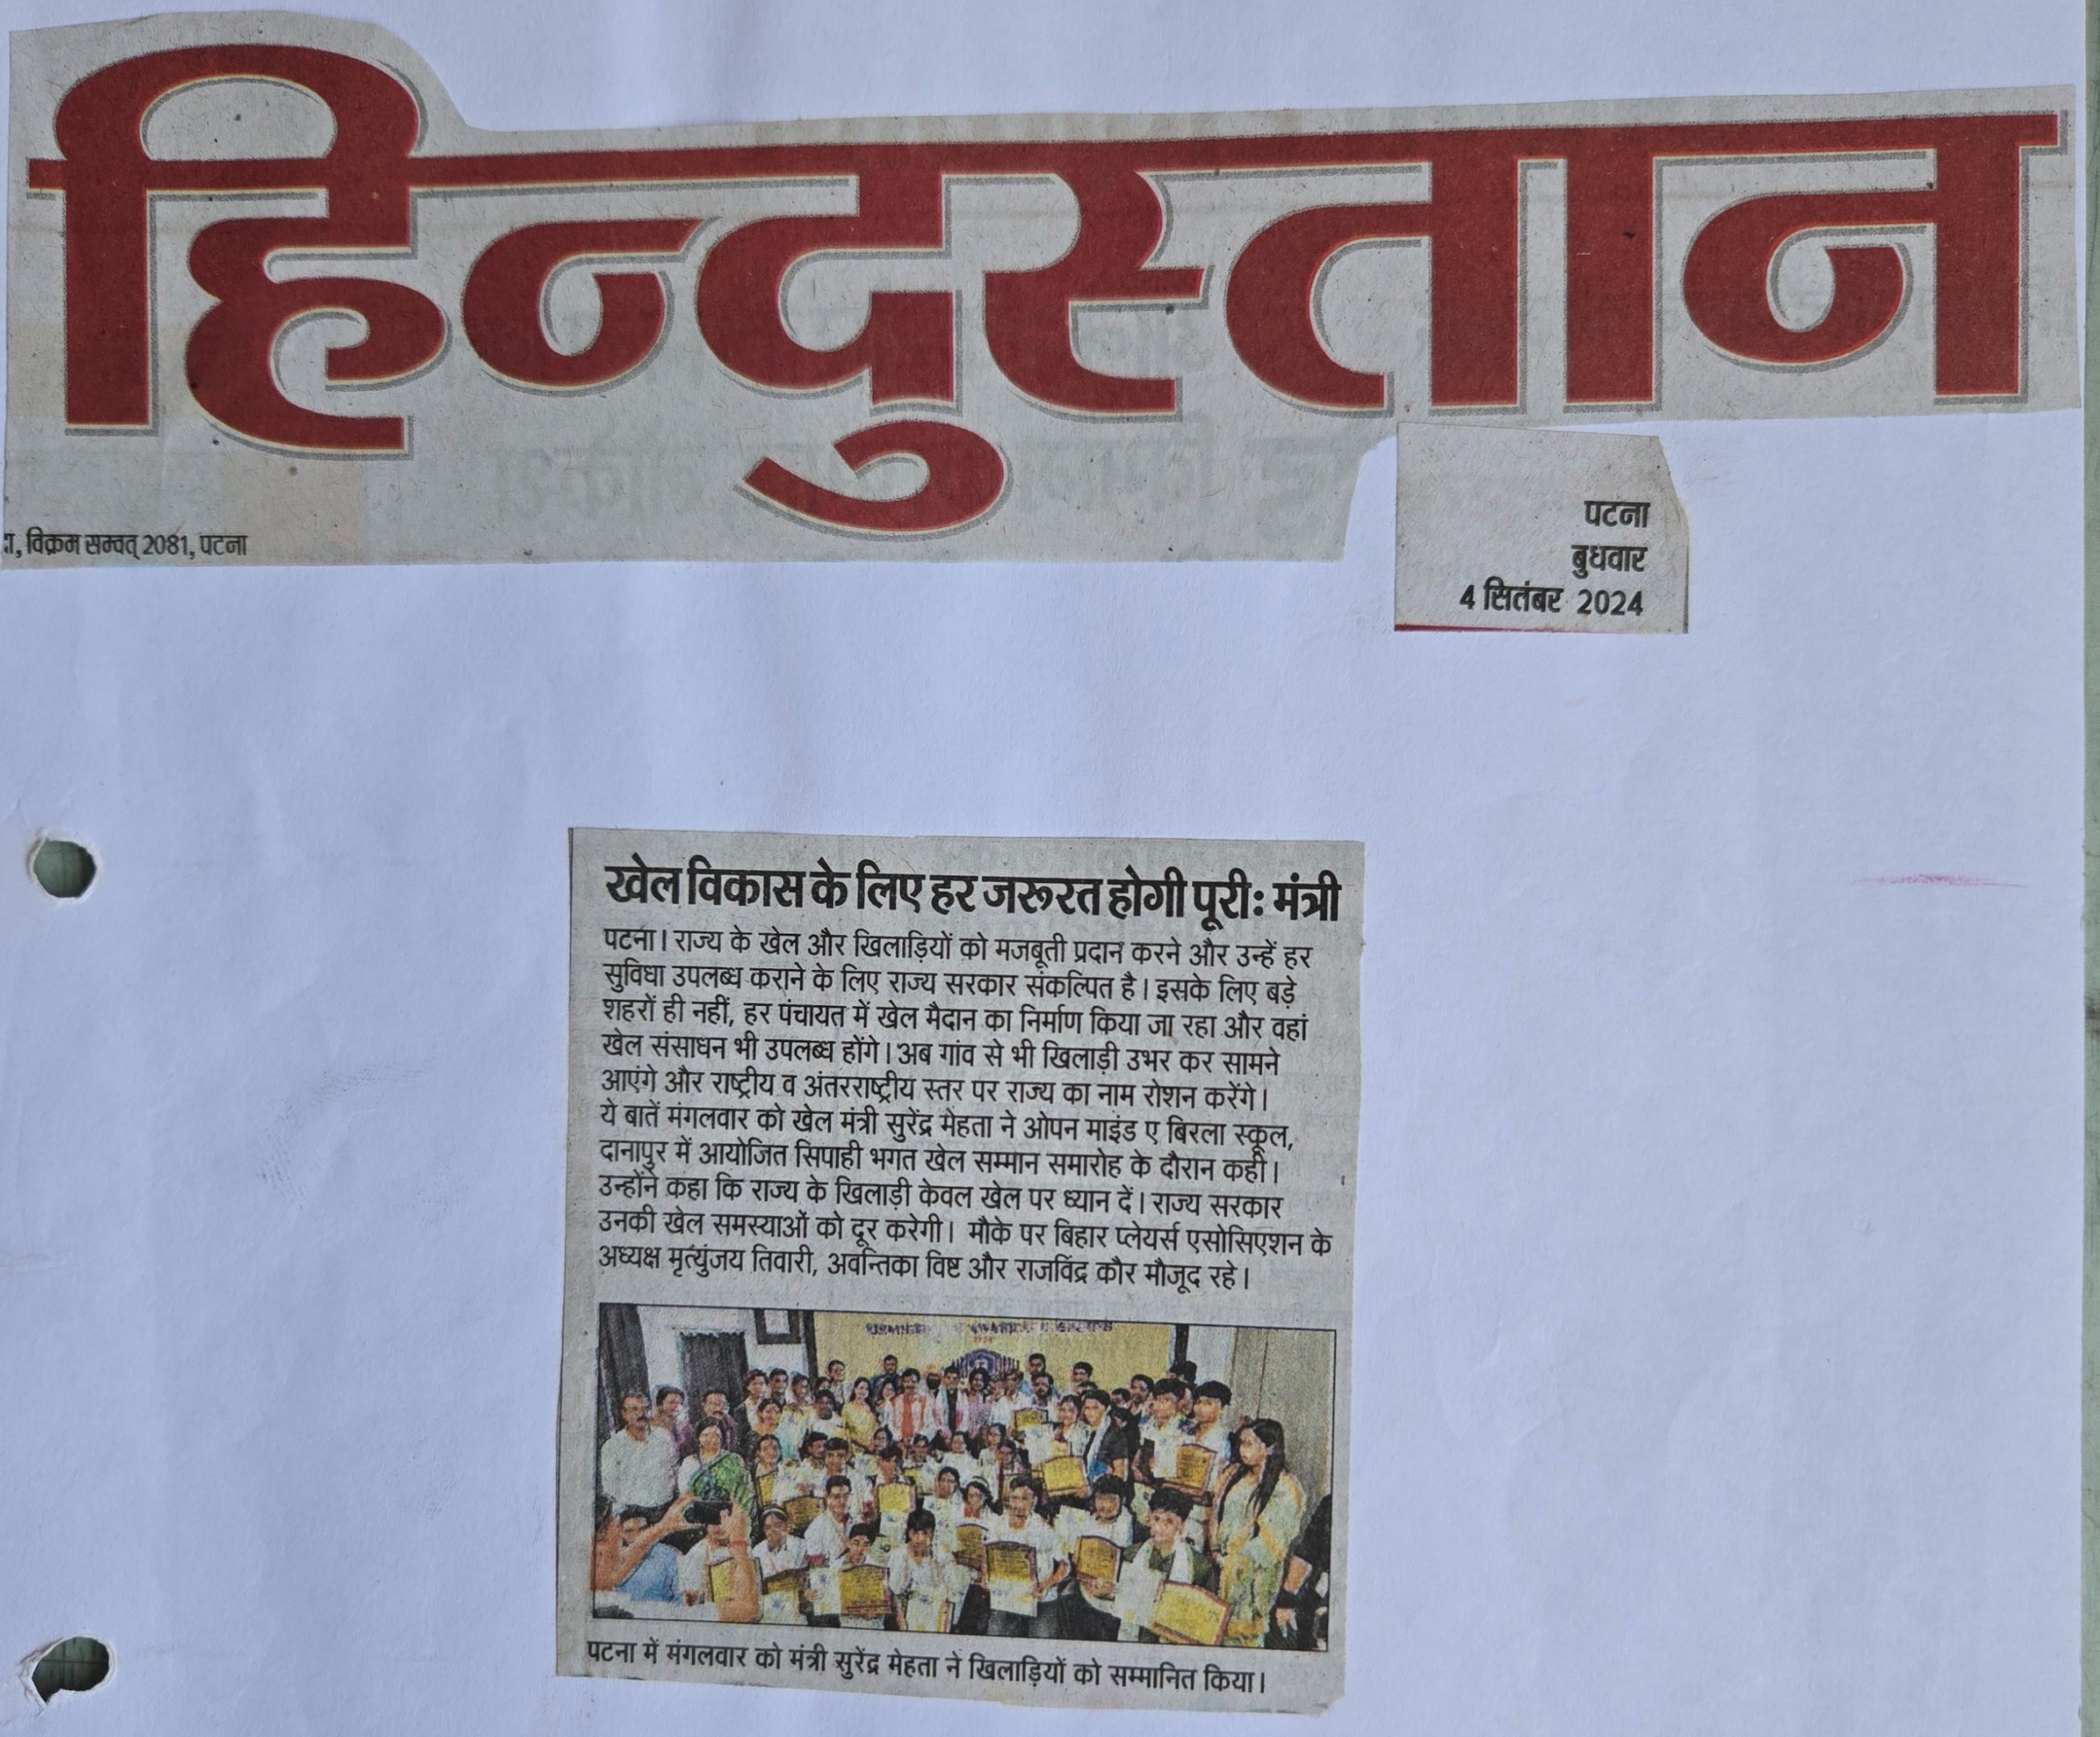 हिन्दुस्तान
विक्रम सम्वत् 2081, पटना
पटना
बुधवार
4 सितंबर 2024
खेल विकास के लिए हर जरूरत होगी पूरी: मंत्री
पटना। राज्य के खेल और खिलाड़ियों को मजबूती प्रदान करने और उन्हें हर
सुविधा उपलब्ध कराने के लिए राज्य सरकार संकल्पित है। इसके लिए बड़े
शहरों ही नहीं, हर पंचायत में खेल मैदान का निर्माण किया जा रहा और वहां
खेल संसाधन भी उपलब्ध होंगे। अब गांव से भी खिलाड़ी उभर कर सामने
आएंगे और राष्ट्रीय व अंतरराष्ट्रीय स्तर पर राज्य का नाम रोशन करेंगे।
ये बातें मंगलवार को खेल मंत्री सुरेंद्र मेहता ने ओपन माइंड ए बिरला स्कूल,
दानापुर में आयोजित सिपाही भगत खेल सम्मान समारोह के दौरान कही।
उन्होंने कहा कि राज्य के खिलाड़ी केवल खेल पर ध्यान दें। राज्य सरकार
उनकी खेल समस्याओं को दूर करेगी। मौके पर बिहार प्लेयर्स एसोसिएशन के
अध्यक्ष मृत्युंजय तिवारी, अवन्तिका विष्ट और राजविंद्र कौर मौजूद रहे।
पटना में मंगलवार को मंत्री सुरेंद्र मेहता ने खिलाड़ियों को सम्मानित किया।